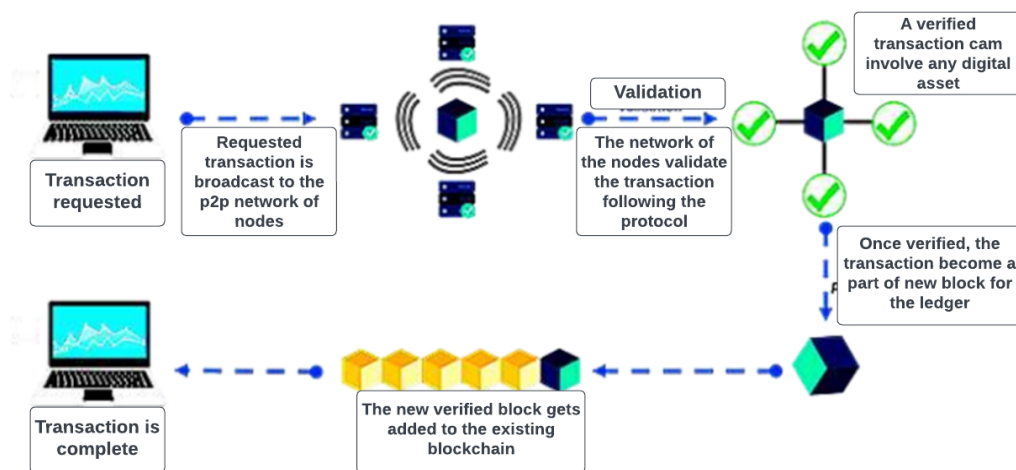 Transaction
requested
Requested
transaction is
broadcast to the
p2p network of
nodes
Validation
The network of
the nodes validate
the transaction
following the
protocol
A verified
transaction cam
involve any digital
asset
Once verified, the
transaction become a
part of new block for
the ledger
The new verified block gets
added to the existing
blockchain
Transaction is
complete